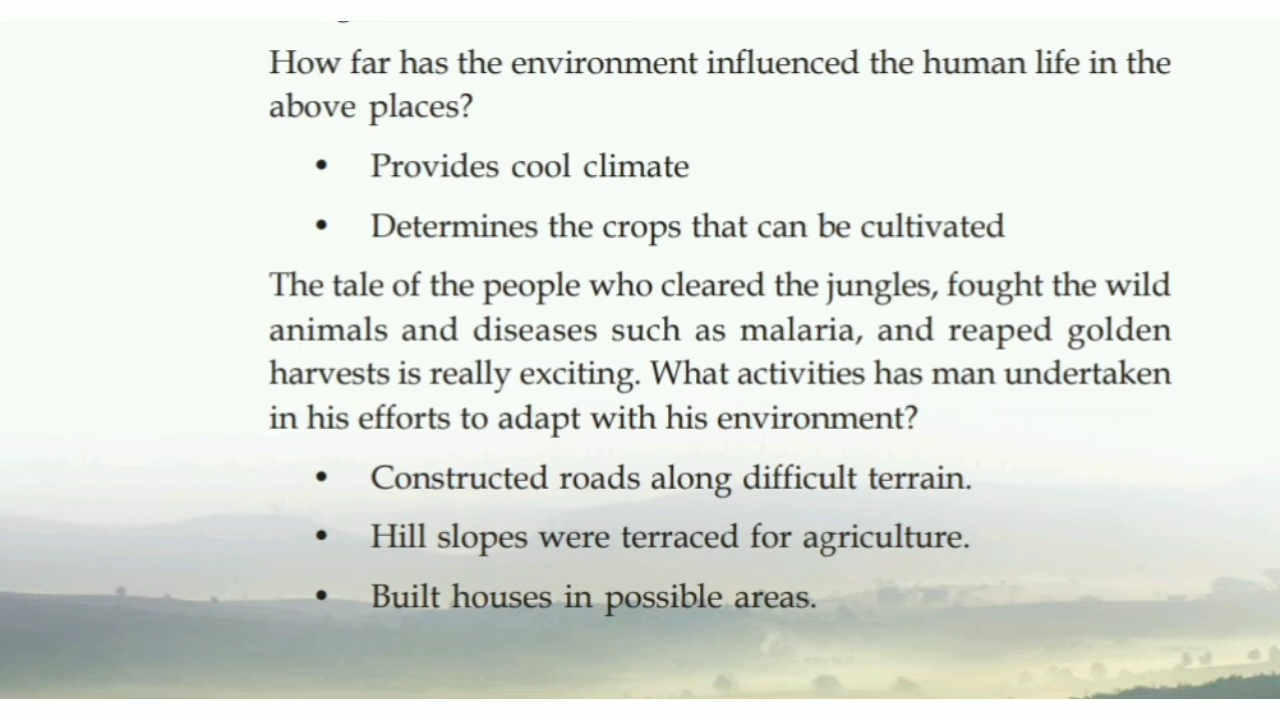 How far has the environment influenced the human life in the
above places?
• Provides cool climate
• Determines the crops that can be cultivated
The tale of the people who cleared the jungles, fought the wild
animals and diseases such as malaria, and reaped golden
harvests is really exciting. What activities has man undertaken
in his efforts to adapt with his environment?
• Constructed roads along difficult terrain.
• Hill slopes were terraced for agriculture.
• Built houses in possible areas.